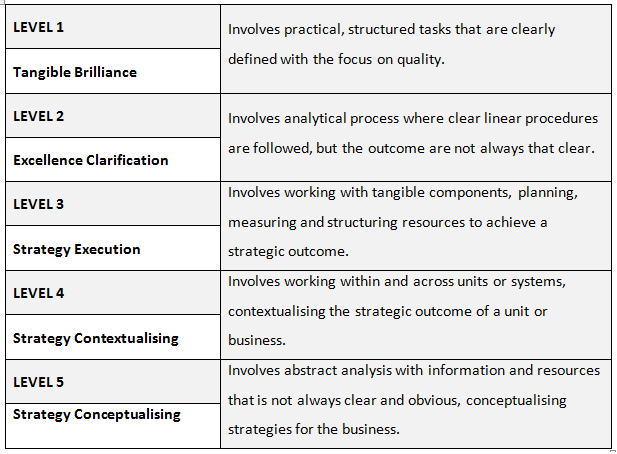 LEVEL 1
Tangible Brilliance
Involves practical, structured tasks that are clearly
defined with the focus on quality.
LEVEL 2
Excellence Clarification
Involves analytical process where clear linear procedures
are followed, but the outcome are not always that clear.
LEVEL 3
Strategy Execution
Involves working with tangible components, planning,
measuring and structuring resources to achieve a
strategic outcome.
LEVEL 4
Strategy Contextualising
Involves working within and across units or systems,
contextualising the strategic outcome of a unit or
business.
LEVEL 5
Strategy Conceptualising
Involves abstract analysis with information and resources
that is not always clear and obvious, conceptualising
strategies for the business.